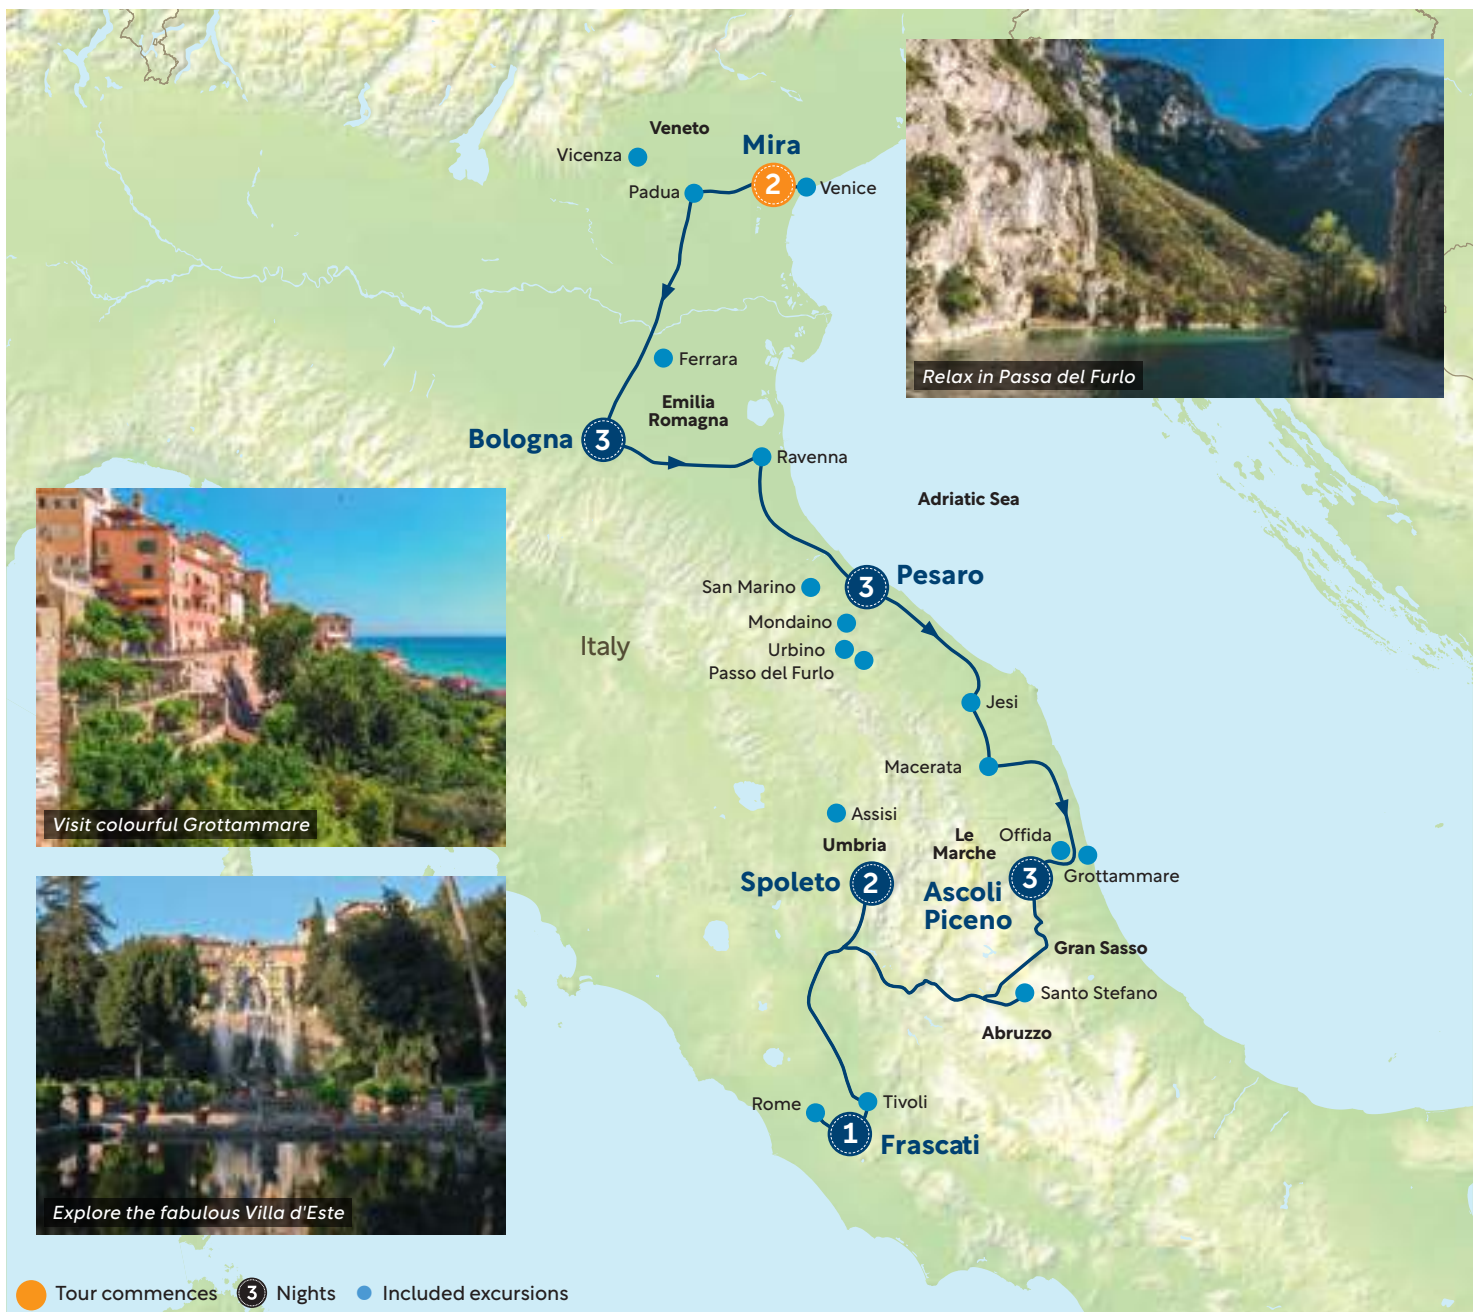 Veneto
Mira
Vicenza
Padua
2
Venice
Relax in Passa del Furlo
Ferrara
Emilia
Romagna
Bologna
3
Ravenna
Adriatic Sea
San Marino
3
Pesaro
Mondaino
Italy
Urbino
Passo del Furlo
Jesi
Macerata
Visit colourful Grottammare
Assisi
Umbria
Le
Marche
Offida
Spoleto
2
Ascoli
Piceno
3
Grottammare
Gran Sasso
Santo Stefano
Abruzzo
Rome
Tivoli
1
Frascati
Explore the fabulous Villa d'Este
Tour commences
3
Nights
Included excursions